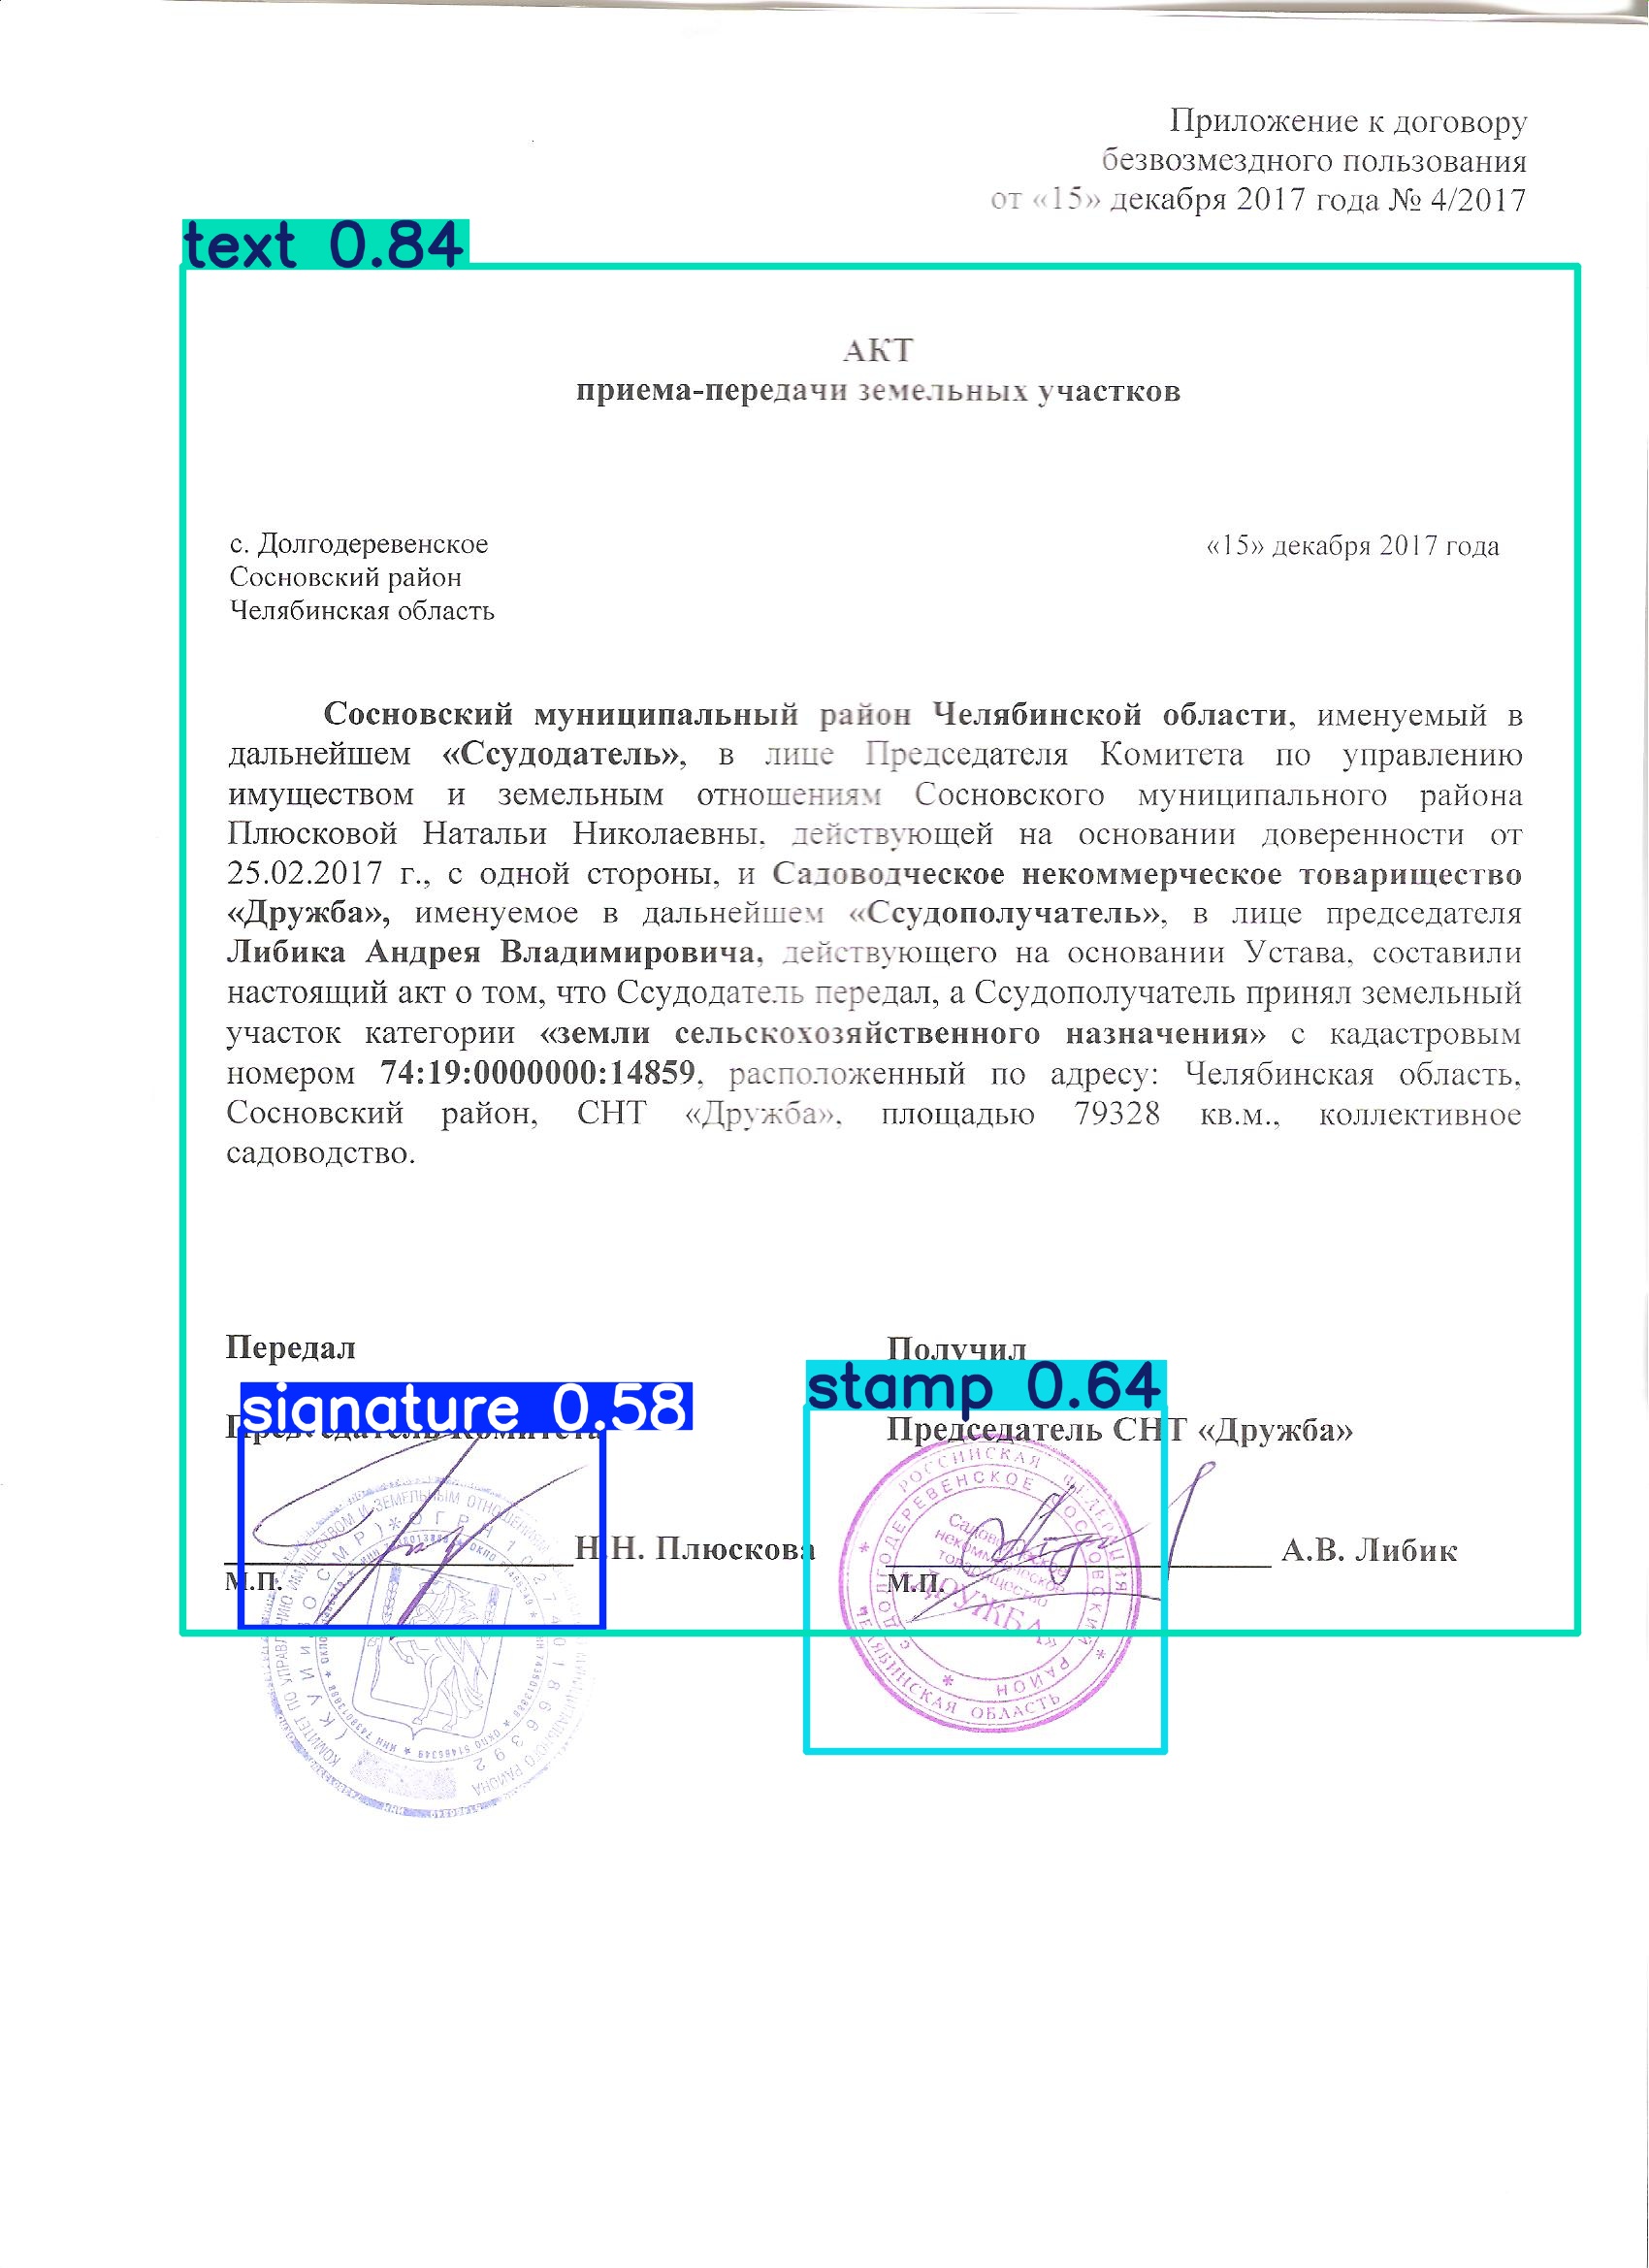 Приложение к договору
безвозмездного пользования
от «15» декабря 2017 года № 4/2017
text 0.84
АКТ
приема-передачи земельных участков
с. Долгодеревенское
«15» декабря 2017 года
Сосновский район
Челябинская область
Сосновский муниципальный район Челябинской области, именуемый в
дальнейшем «Ссудодатель», в лице Председателя Комитета по управлению
имуществом и земельным отношениям Сосновского муниципального района
Плюсковой Натальи Николаевны, действующей на основании доверенности от
25.02.2017 г., с одной стороны, и Садоводческое некоммерческое товарищество
«Дружба», именуемое в дальнейшем «Ссудополучатель», в лице председателя
Либика Андрея Владимировича, действующего на основании Устава, составили
настоящий акт о том, что Ссудодатель передал, а Ссудополучатель принял земельный
участок категории «земли сельскохозяйственного назначения» с кадастровым
номером 74:19:0000000:14859, расположенный по адресу: Челябинская область,
Сосновский район, СНТ «Дружба», площадью 79328 кв.м., коллективное
садоводство.
Передал
Получил
signature 0.58
stamp 0.64
Председатель Комитета
Председатель СНТ «Дружба»
Н.Н. Плюскова
А.В. Либик
М.П.
М.П.
РОССИЙСКАЯ ФЕДЕРАЦИЯ
ЧЕЛЯБИНСКАЯ ОБЛАСТЬ
с.ДОЛГОДЕРЕВЕНСКОЕ СОСНОВСКИЙ РАЙОН
Садоводческое
некоммерческое
товарищество
«ДРУЖБА»
КОМИТЕТ ПО УПРАВЛЕНИЮ ИМУЩЕСТВОМ И ЗЕМЕЛЬНЫМ ОТНОШЕНИЯМ
МУНИЦИПАЛЬНОГО РАЙОНА